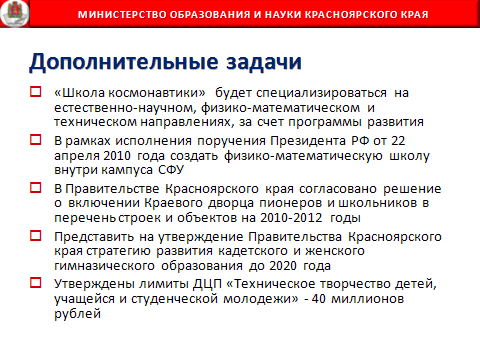 МИНИСТЕРСТВО ОБРАЗОВАНИЯ И НАУКИ КРАСНОЯРСКОГО КРАЯ
Дополнительные задачи
«Школа космонавтики» будет специализироваться на
естественно-научном, физико-математическом и
техническом направлениях, за счет программы развития
В рамках исполнения поручения Президента РФ от 22
апреля 2010 года создать физико-математическую школу
внутри кампуса СФУ
В Правительстве Красноярского края согласовано решение
о включении Краевого дворца пионеров и школьников в
перечень строек и объектов на 2010-2012 годы
Представить на утверждение Правительства Красноярского
края стратегию развития кадетского и женского
гимназического образования до 2020 года
Утверждены лимиты ДЦП «Техническое творчество детей,
учащейся и студенческой молодежи» - 40 миллионов
рублей